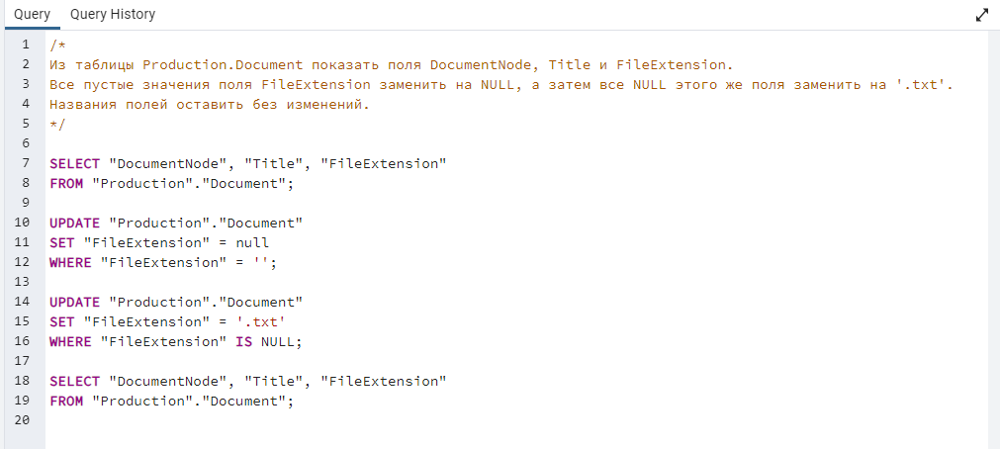 Query Query History
1 /*
2 Из таблицы Production.Document показать поля DocumentNode, Title и FileExtension.
3 Все пустые значения поля FileExtension заменить на NULL, а затем все NULL этого же поля заменить на '.txt'.
4 Названия полей оставить без изменений.
5 */
6
7 SELECT "DocumentNode", "Title", "FileExtension"
8 FROM "Production"."Document";
9
10 UPDATE "Production"."Document"
11 SET "FileExtension" = null
12 WHERE "FileExtension" = '';
13
14 UPDATE "Production"."Document"
15 SET "FileExtension" = '.txt'
16 WHERE "FileExtension" IS NULL;
17
18 SELECT "DocumentNode", "Title", "FileExtension"
19 FROM "Production"."Document";
20